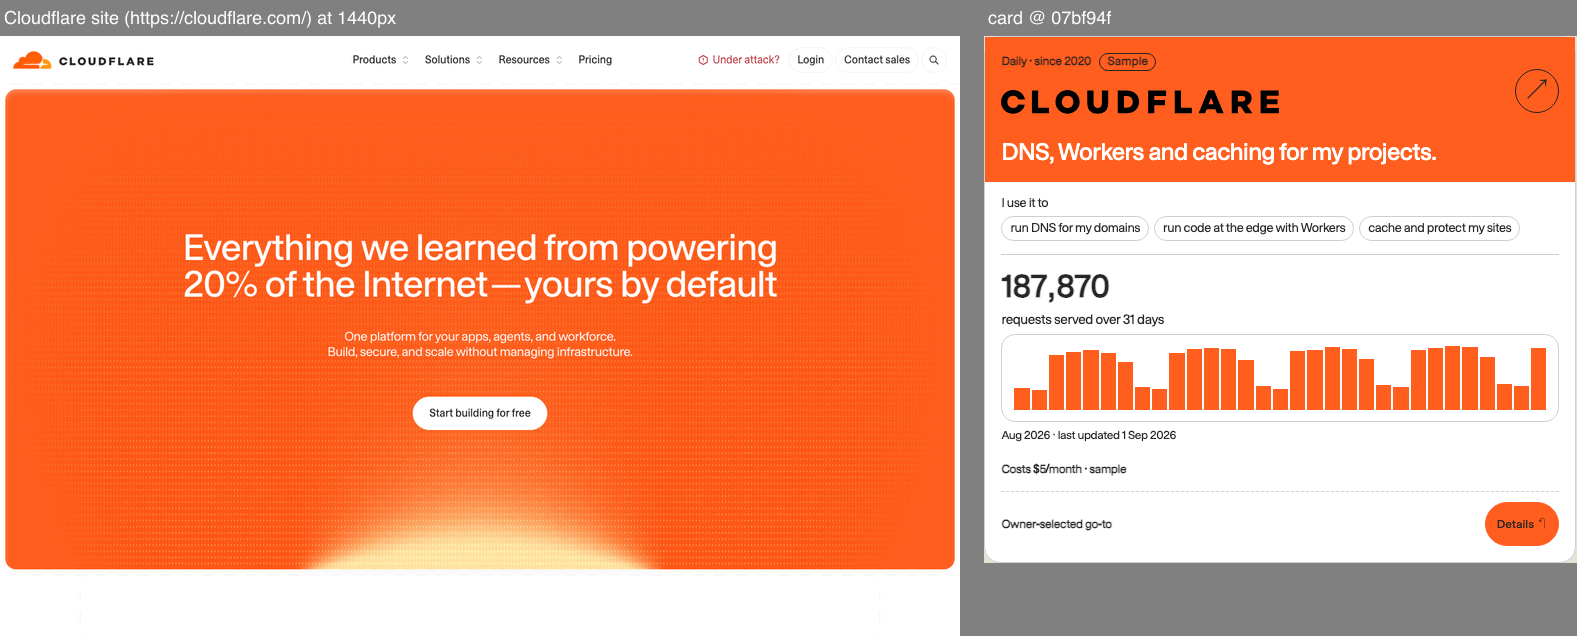 Cloudflare site (https://cloudflare.com/) at 1440px
CLOUDFLARE
Products
Solutions
Resources
Pricing
Under attack?
Login
Contact sales
Everything we learned from powering
20% of the Internet—yours by default
One platform for your apps, agents, and workforce.
Build, secure, and scale without managing infrastructure.
Start building for free
card @ 07bf94f
Daily · since 2020
Sample
CLOUDFLARE
DNS, Workers and caching for my projects.
I use it to
run DNS for my domains
run code at the edge with Workers
cache and protect my sites
187,870
requests served over 31 days
Aug 2026 · last updated 1 Sep 2026
Costs $5/month · sample
Owner-selected go-to
Details